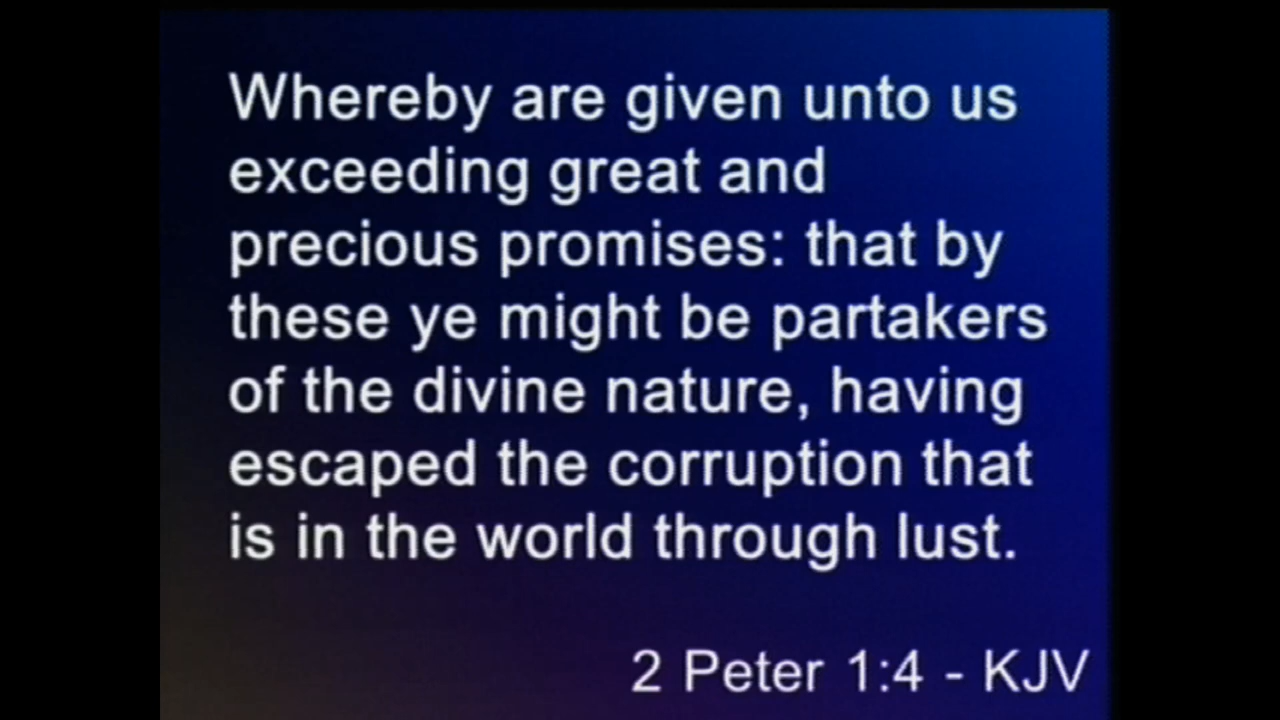 Whereby are given unto us
exceeding great and
precious promises: that by
these ye might be partakers
of the divine nature, having
escaped the corruption that
is in the world through lust.
2 Peter 1:4 - KJV